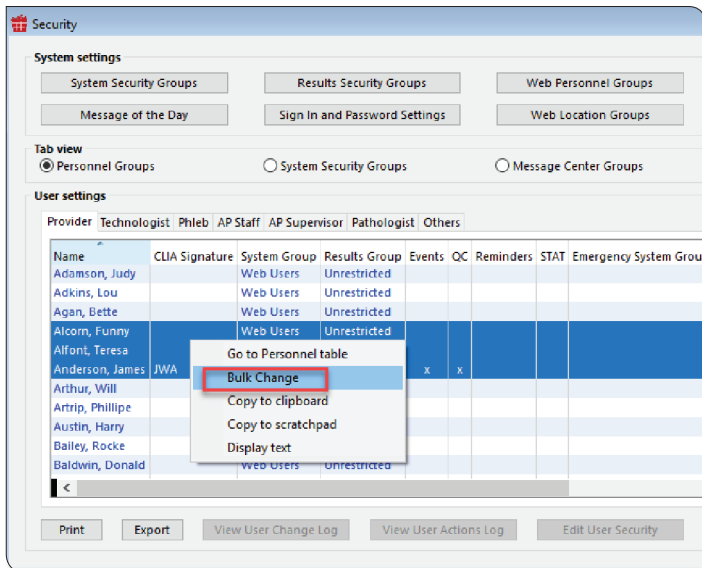 Security
System settings
System Security Groups Results Security Groups Web Personnel Groups
Message of the Day Sign In and Password Settings Web Location Groups
Tab view
Personnel Groups System Security Groups Message Center Groups
User settings
Provider Technologist Phleb AP Staff AP Supervisor Pathologist Others
Name CLIA Signature System Group Results Group Events QC Reminders STAT Emergency System Grou
Adamson, Judy Web Users Unrestricted
Adkins, Lou Web Users Unrestricted
Agan, Bette Web Users Unrestricted
Alcorn, Funny Web Users Unrestricted
Alfont, Teresa
Anderson, James JWA x x
Arthur, Will
Artrip, Phillipe
Austin, Harry
Bailey, Rocke
Baldwin, Donald Web Users Unrestricted
Go to Personnel table
Bulk Change
Copy to clipboard
Copy to scratchpad
Display text
Print Export View User Change Log View User Actions Log Edit User Security